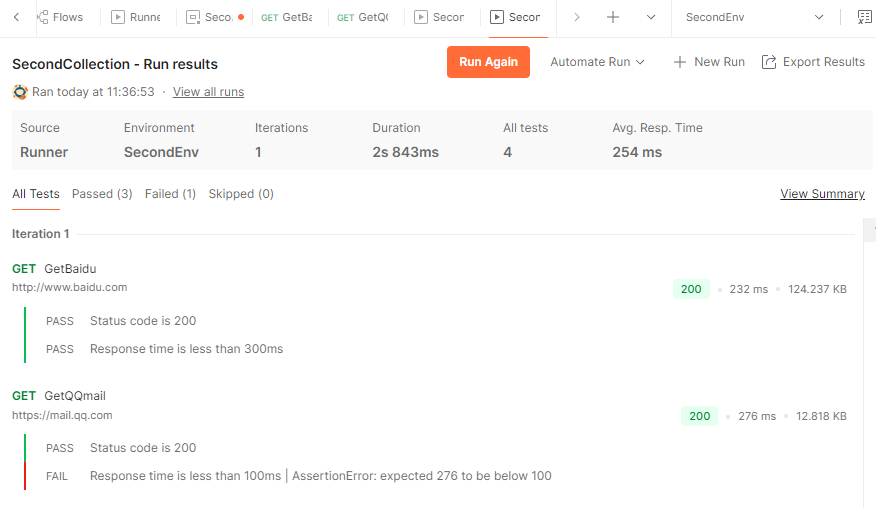 Flows Runne Seco. GET GetBa GET GetQ Secor Secor SecondEnv
SecondCollection - Run results Run Again Automate Run New Run Export Results
Ran today at 11:36:53 · View all runs
Source Environment Iterations Duration All tests Avg. Resp. Time
Runner SecondEnv 1 2s 843ms 4 254 ms
All Tests Passed (3) Failed (1) Skipped (0) View Summary
Iteration 1
GET GetBaidu
http://www.baidu.com 200 232 ms 124.237 KB
PASS Status code is 200
PASS Response time is less than 300ms
GET GetQQmail
https://mail.qq.com 200 276 ms 12.818 KB
PASS Status code is 200
FAIL Response time is less than 100ms | AssertionError: expected 276 to be below 100